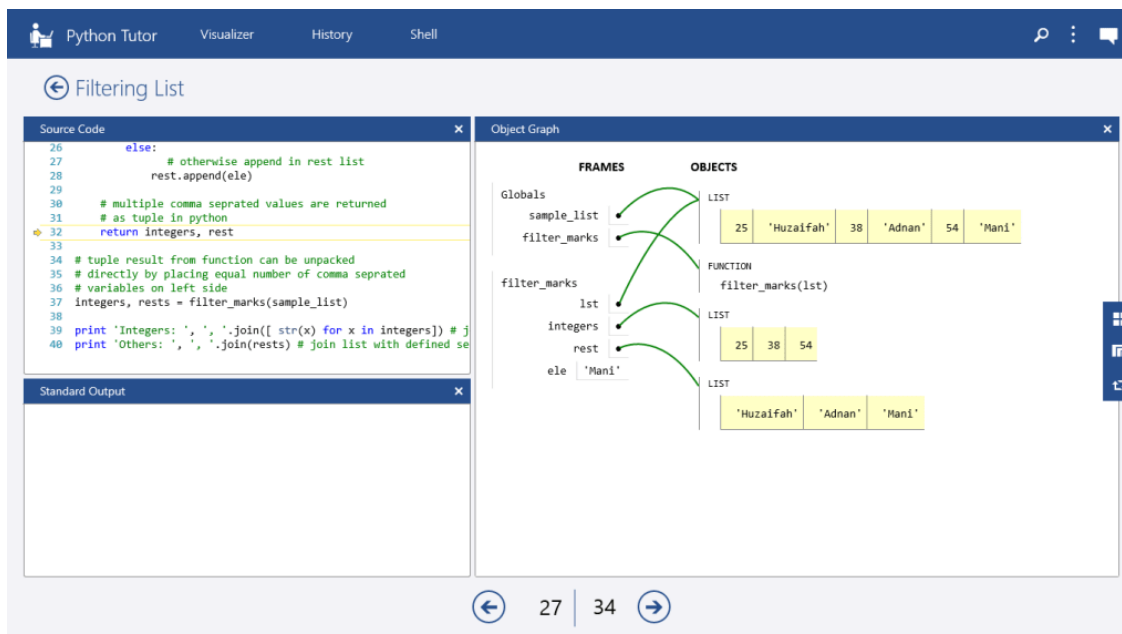 Python Tutor Visualizer History Shell
Filtering List
Source Code
26 else:
27 # otherwise append in rest list
28 rest.append(ele)
29
30 # multiple comma seprated values are returned
31 # as tuple in python
32 return integers, rest
33
34 # tuple result from function can be unpacked
35 # directly by placing equal number of comma seprated
36 # variables on left side
37 integers, rests = filter_marks(sample_list)
38
39 print 'Integers: ', ', '.join([ str(x) for x in integers]) # j
40 print 'Others: ', ', '.join(rests) # join list with defined se
Standard Output
Object Graph
FRAMES OBJECTS
Globals
sample_list
filter_marks
filter_marks
lst
integers
rest
ele 'Mani'
LIST
25 'Huzaifah' 38 'Adnan' 54 'Mani'
FUNCTION
filter_marks(lst)
LIST
25 38 54
LIST
'Huzaifah' 'Adnan' 'Mani'
27 34